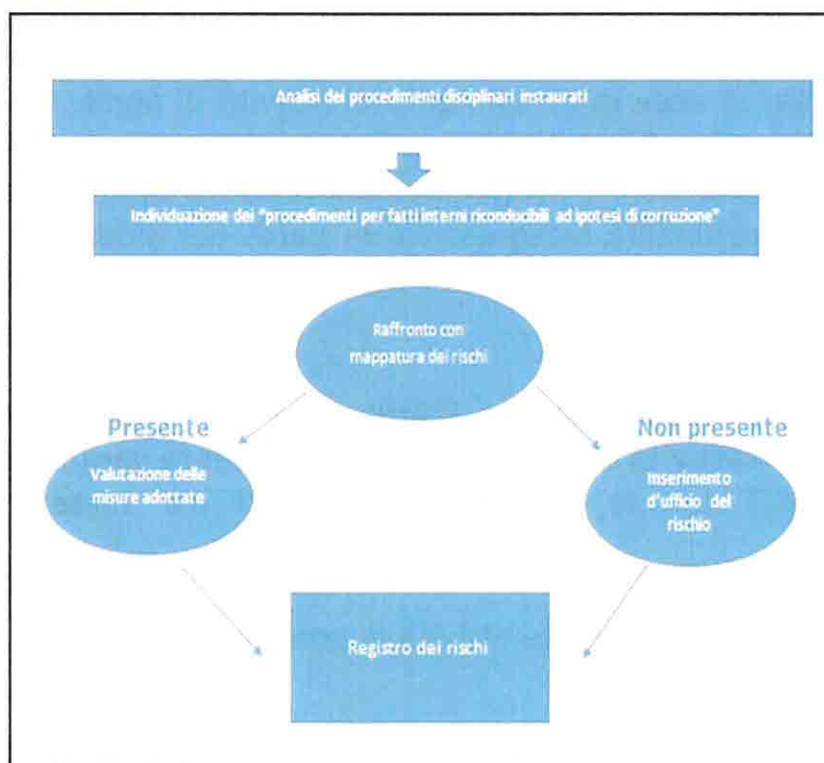 Analisi dei procedimenti disciplinari instaurati
Individuazione dei "procedimenti per fatti interni riconducibili ad ipotesi di corruzione"
Raffronto con
mappatura dei rischi
Presente
Non presente
Valutazione delle
misure adottate
Inserimento
d'ufficio del
rischio
Registro dei rischi